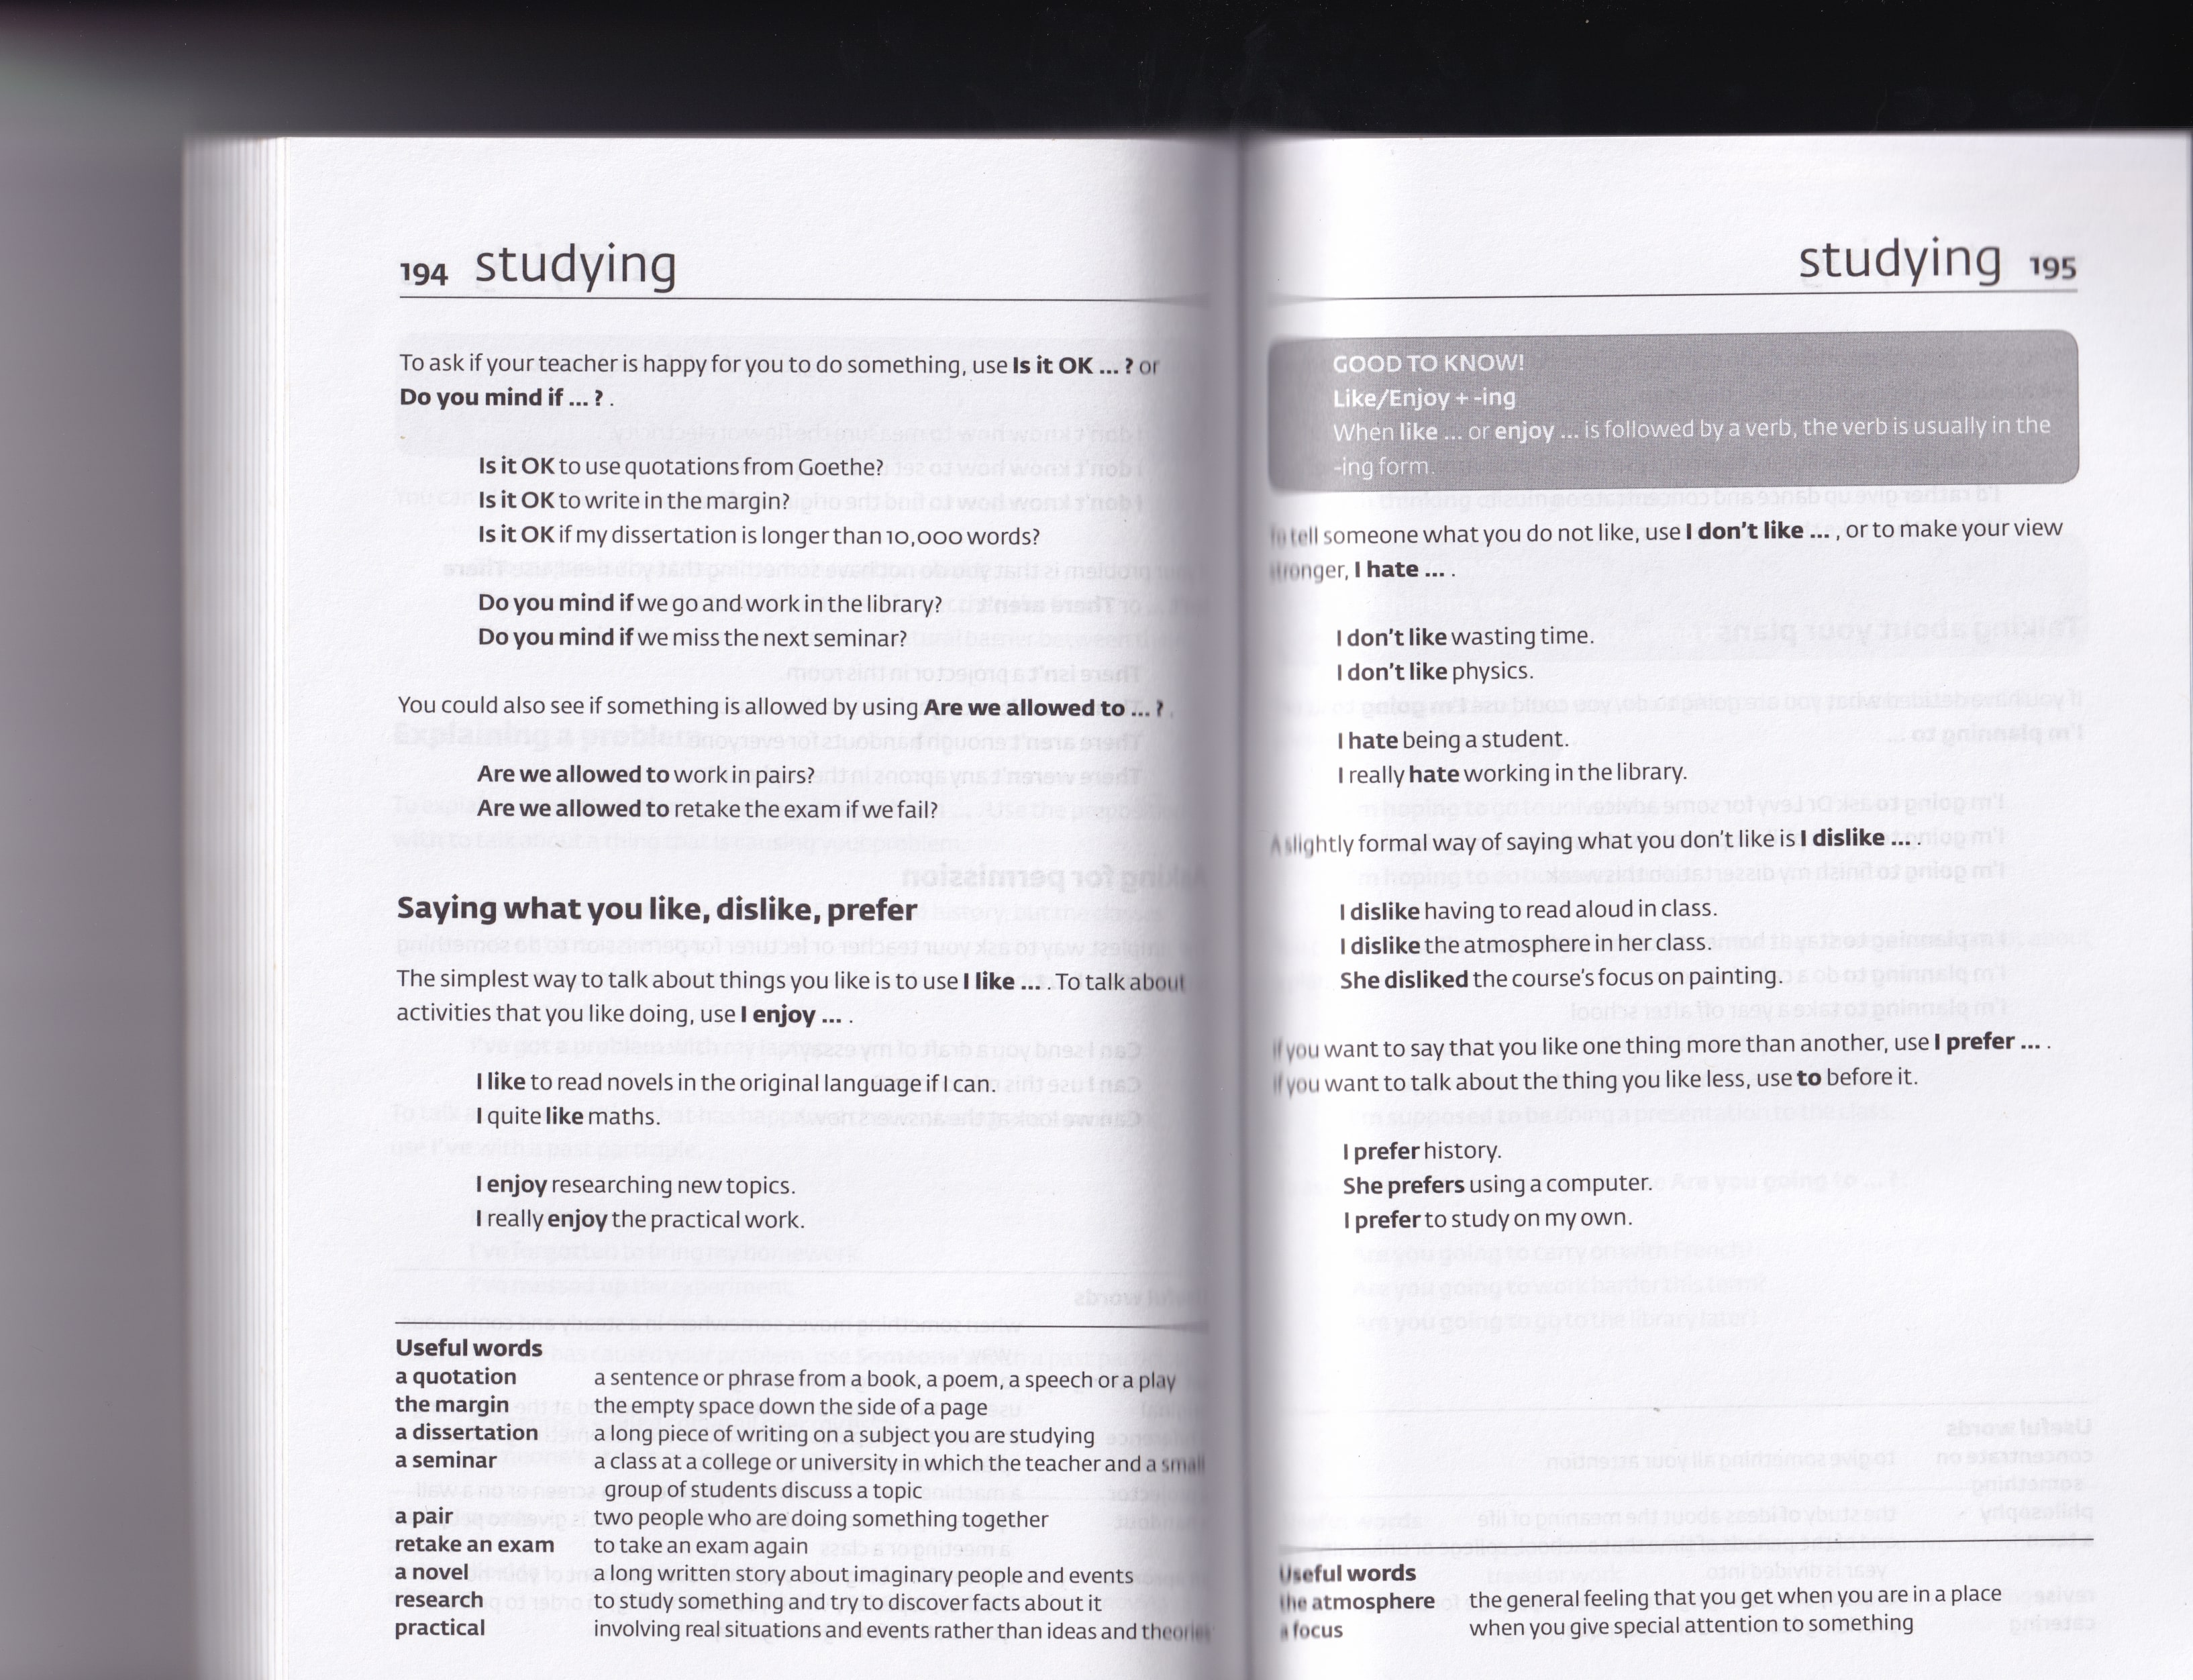 194 studying
To ask if your teacher is happy for you to do something, use Is it OK ... ? or
Do you mind if ... ? .
Is it OK to use quotations from Goethe?
Is it OK to write in the margin?
Is it OK if my dissertation is longer than 10,000 words?
Do you mind if we go and work in the library?
Do you mind if we miss the next seminar?
You could also see if something is allowed by using Are we allowed to ... ? .
Are we allowed to work in pairs?
Are we allowed to retake the exam if we fail?
Saying what you like, dislike, prefer
The simplest way to talk about things you like is to use I like ... . To talk about
activities that you like doing, use I enjoy ... .
I like to read novels in the original language if I can.
I quite like maths.
I enjoy researching new topics.
I really enjoy the practical work.
Useful words
a quotation a sentence or phrase from a book, a poem, a speech or a play
the margin the empty space down the side of a page
a dissertation a long piece of writing on a subject you are studying
a seminar a class at a college or university in which the teacher and a small
group of students discuss a topic
a pair two people who are doing something together
retake an exam to take an exam again
a novel a long written story about imaginary people and events
research to study something and try to discover facts about it
practical involving real situations and events rather than ideas and theories
studying 195
GOOD TO KNOW!
Like/Enjoy + -ing
When like ... or enjoy ... is followed by a verb, the verb is usually in the
-ing form.
To tell someone what you do not like, use I don't like ... , or to make your view
stronger, I hate ... .
I don't like wasting time.
I don't like physics.
I hate being a student.
I really hate working in the library.
A slightly formal way of saying what you don't like is I dislike ... .
I dislike having to read aloud in class.
I dislike the atmosphere in her class.
She disliked the course's focus on painting.
If you want to say that you like one thing more than another, use I prefer ... .
If you want to talk about the thing you like less, use to before it.
I prefer history.
She prefers using a computer.
I prefer to study on my own.
Useful words
the atmosphere the general feeling that you get when you are in a place
a focus when you give special attention to something